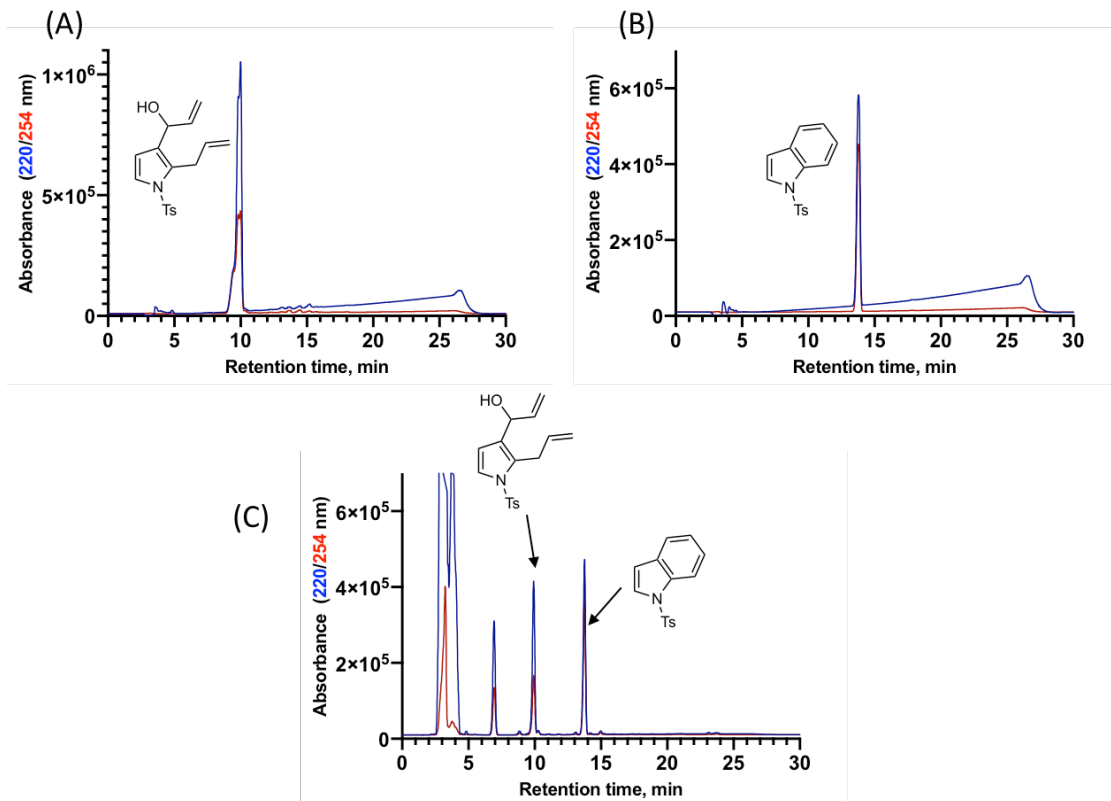 (A)
Absorbance (220/254 nm)
1×10⁶
5×10⁵
0
0 5 10 15 20 25 30
Retention time, min
HO
N
Ts
(B)
Absorbance (220/254 nm)
6×10⁵
4×10⁵
2×10⁵
0
0 5 10 15 20 25 30
Retention time, min
N
Ts
(C)
Absorbance (220/254 nm)
6×10⁵
4×10⁵
2×10⁵
0
0 5 10 15 20 25 30
Retention time, min
HO
N
Ts
N
Ts